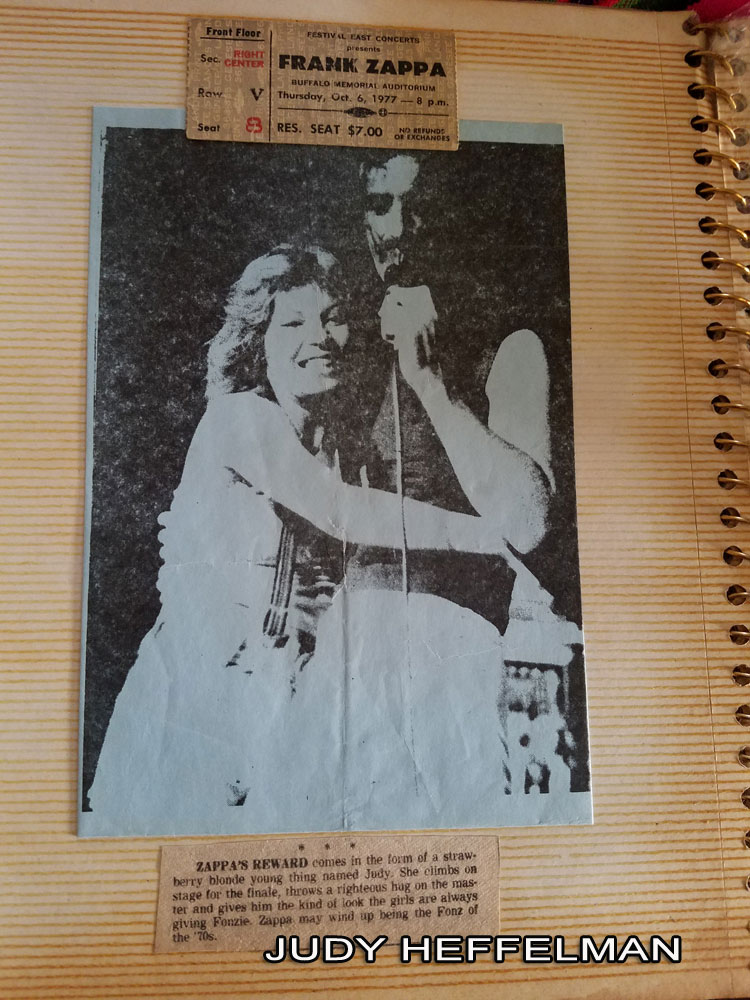 Front Floor
Sec. RIGHT CENTER
Row V
Seat 8
FESTIVAL EAST CONCERTS
presents
FRANK ZAPPA
BUFFALO MEMORIAL AUDITORIUM
Thursday, Oct. 6, 1977 — 8 p.m.
RES. SEAT $7.00
NO REFUNDS
OR EXCHANGES
* * *
ZAPPA'S REWARD comes in the form of a straw-
berry blonde young thing named Judy. She climbs on
stage for the finale, throws a righteous hug on the mas-
ter and gives him the kind of look the girls are always
giving Fonzie. Zappa may wind up being the Fonz of
the '70s.
JUDY HEFFELMAN